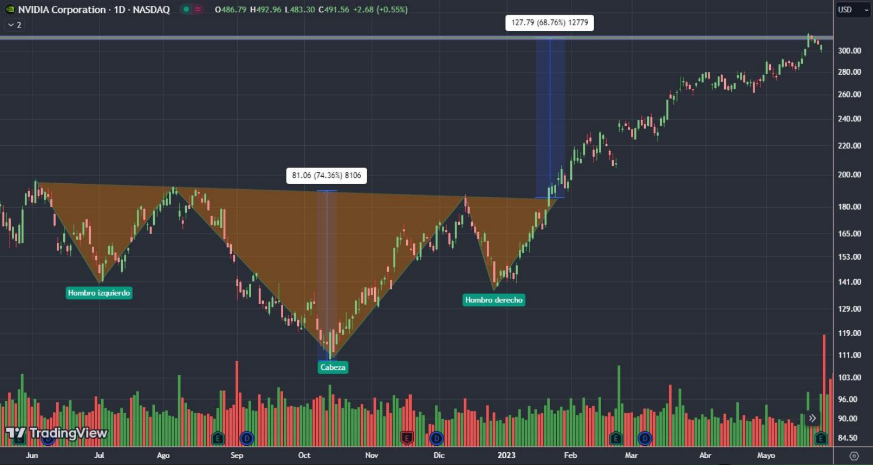 NVIDIA Corporation · 1D · NASDAQ O486.79 H492.96 L483.30 C491.56 +2.68 (+0.55%)
USD
2
127.79 (68.76%) 12779
300.00
280.00
260.00
240.00
220.00
81.06 (74.36%) 8106
200.00
180.00
165.00
153.00
Hombro izquierdo
Hombro derecho
141.00
129.00
119.00
Cabeza
111.00
103.00
96.00
90.00
TradingView
E D E D E D E
84.50
Jun Jul Ago Sep Oct Nov Dic 2023 Feb Mar Abr Mayo